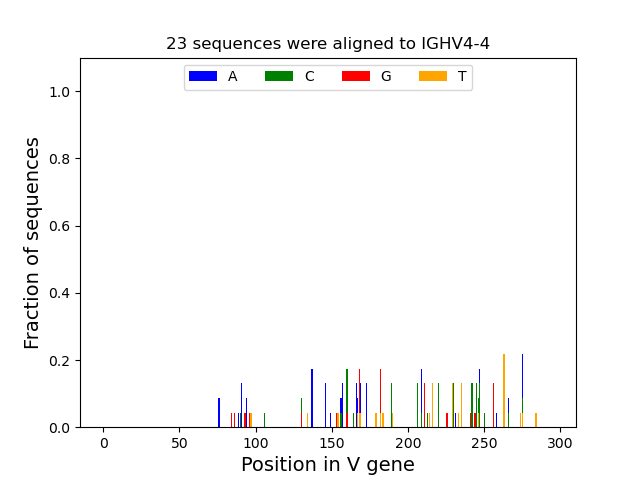 23 sequences were aligned to IGHV4-4
A C G T
1.0
0.8
0.6
0.4
0.2
0.0
Fraction of sequences
0 50 100 150 200 250 300
Position in V gene